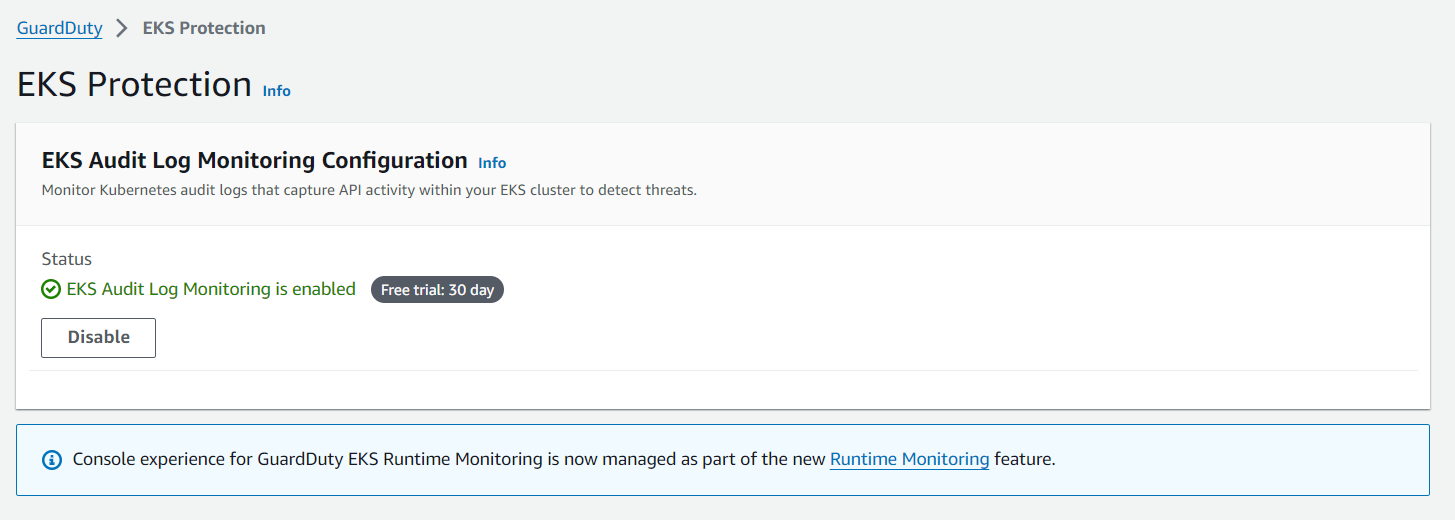 GuardDuty > EKS Protection
EKS Protection Info
EKS Audit Log Monitoring Configuration Info
Monitor Kubernetes audit logs that capture API activity within your EKS cluster to detect threats.
Status
EKS Audit Log Monitoring is enabled Free trial: 30 day
Disable
Console experience for GuardDuty EKS Runtime Monitoring is now managed as part of the new Runtime Monitoring feature.